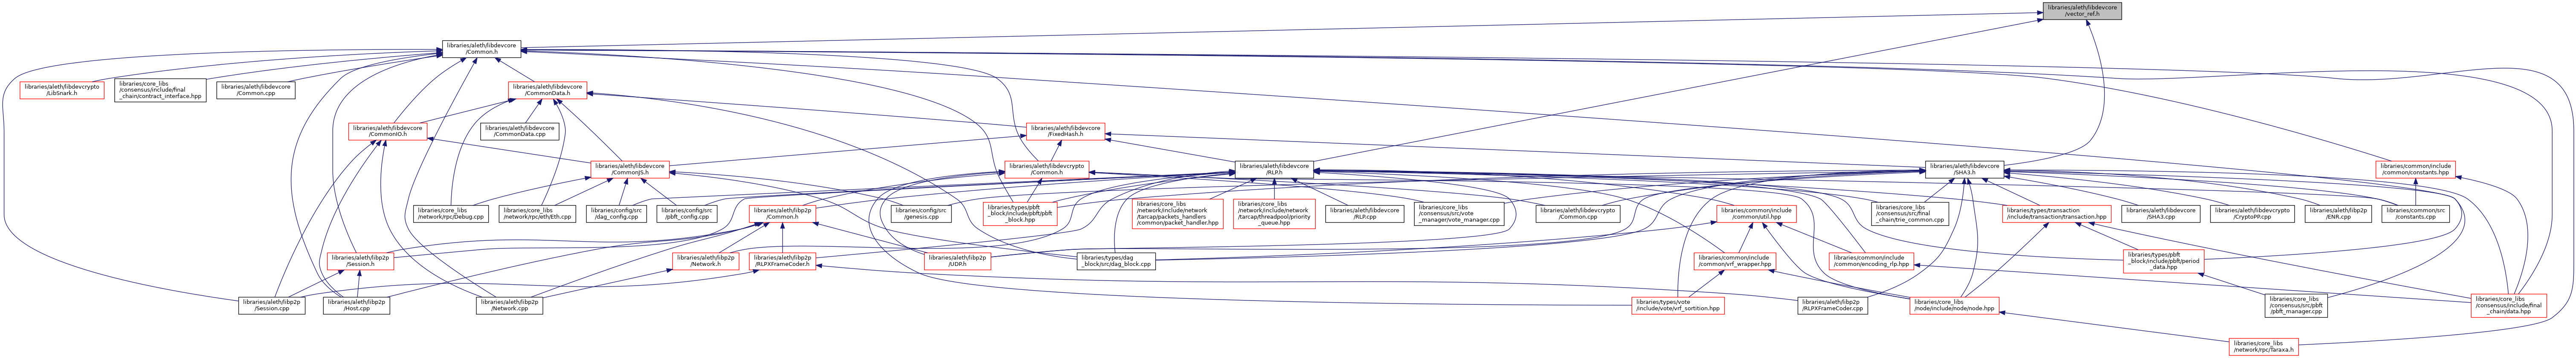 libraries/aleth/libdevcore
/vector_ref.h
libraries/aleth/libdevcore
/Common.h
libraries/aleth/libdevcrypto
/LibSnark.h
libraries/core_libs
/consensus/include/final
_chain/contract_interface.hpp
libraries/aleth/libdevcore
/Common.cpp
libraries/aleth/libdevcore
/CommonData.h
libraries/aleth/libdevcore
/CommonIO.h
libraries/aleth/libdevcore
/CommonData.cpp
libraries/aleth/libdevcore
/FixedHash.h
libraries/aleth/libdevcore
/CommonJS.h
libraries/aleth/libdevcrypto
/Common.h
libraries/aleth/libdevcore
/RLP.h
libraries/aleth/libdevcore
/SHA3.h
libraries/common/include
/common/constants.hpp
libraries/core_libs
/network/rpc/Debug.cpp
libraries/core_libs
/network/rpc/eth/Eth.cpp
libraries/config/src
/dag_config.cpp
libraries/config/src
/pbft_config.cpp
libraries/aleth/libp2p
/Common.h
libraries/config/src
/genesis.cpp
libraries/types/pbft
_block/include/pbft/pbft
_block.hpp
libraries/core_libs
/network/include/network
/tarcap/packets_handlers
/common/packet_handler.hpp
libraries/core_libs
/network/include/network
/tarcap/threadpool/priority
_queue.hpp
libraries/aleth/libdevcore
/RLP.cpp
libraries/core_libs
/consensus/src/vote
_manager/vote_manager.cpp
libraries/aleth/libdevcrypto
/Common.cpp
libraries/common/include
/common/util.hpp
libraries/core_libs
/consensus/src/final
_chain/trie_common.cpp
libraries/types/transaction
/include/transaction/transaction.hpp
libraries/aleth/libdevcore
/SHA3.cpp
libraries/aleth/libdevcrypto
/CryptoPP.cpp
libraries/aleth/libp2p
/ENR.cpp
libraries/common/src
/constants.cpp
libraries/aleth/libp2p
/Session.h
libraries/aleth/libp2p
/Network.h
libraries/aleth/libp2p
/RLPXFrameCoder.h
libraries/aleth/libp2p
/UDP.h
libraries/types/dag
_block/src/dag_block.cpp
libraries/common/include
/common/vrf_wrapper.hpp
libraries/common/include
/common/encoding_rlp.hpp
libraries/types/pbft
_block/include/pbft/period
_data.hpp
libraries/aleth/libp2p
/Session.cpp
libraries/aleth/libp2p
/Host.cpp
libraries/aleth/libp2p
/Network.cpp
libraries/types/vote
/include/vote/vrf_sortition.hpp
libraries/aleth/libp2p
/RLPXFrameCoder.cpp
libraries/core_libs
/node/include/node/node.hpp
libraries/core_libs
/consensus/src/pbft
/pbft_manager.cpp
libraries/core_libs
/consensus/include/final
_chain/data.hpp
libraries/core_libs
/network/rpc/Taraxa.h